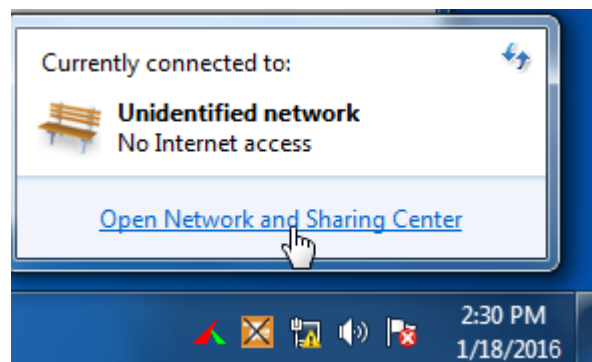 Currently connected to:
Unidentified network
No Internet access
Open Network and Sharing Center
2:30 PM
1/18/2016